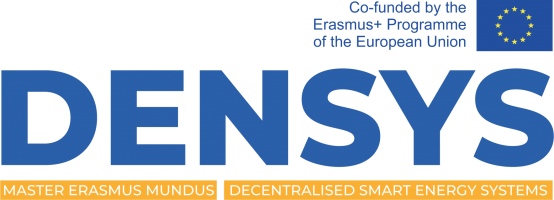 Co-funded by the
Erasmus+ Programme
of the European Union
DENSYS
MASTER ERASMUS MUNDUS DECENTRALISED SMART ENERGY SYSTEMS